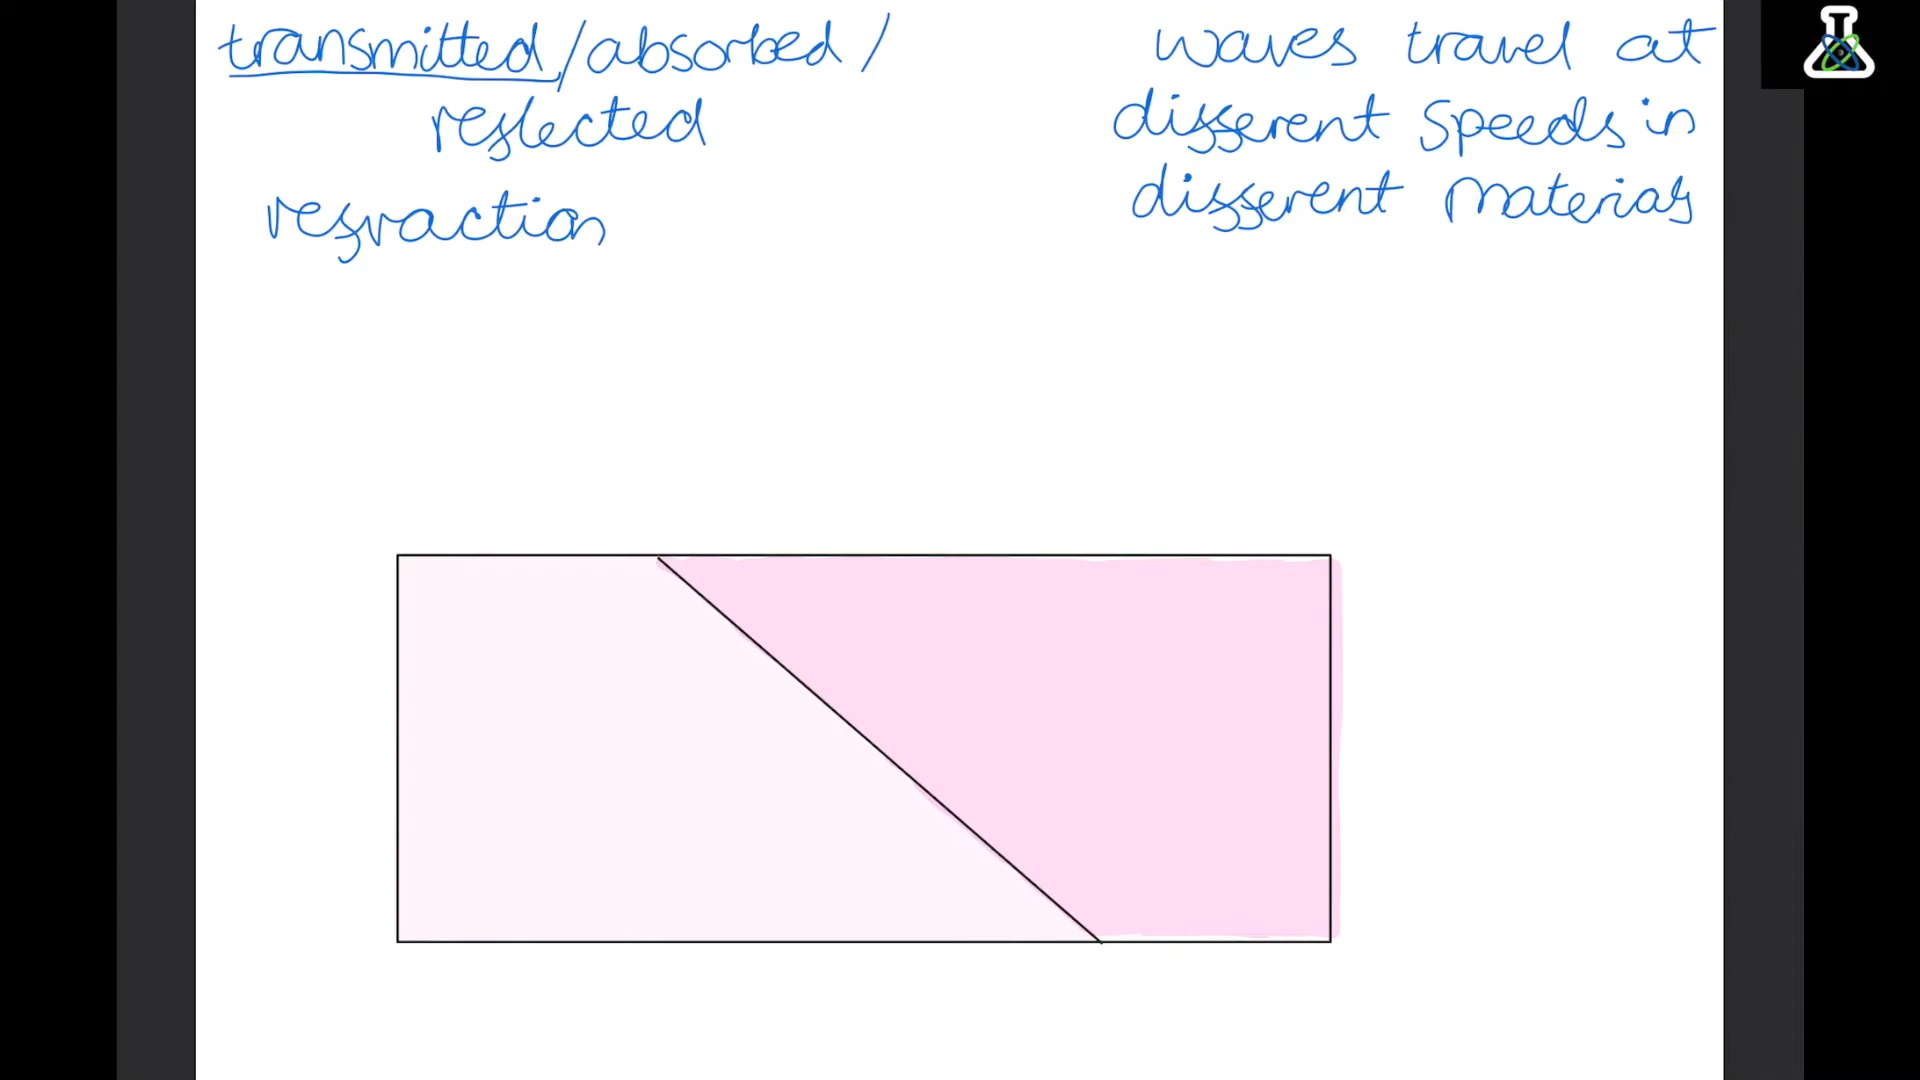 transmitted/absorbed/
reflected
refraction
waves travel at
different speeds in
different materials